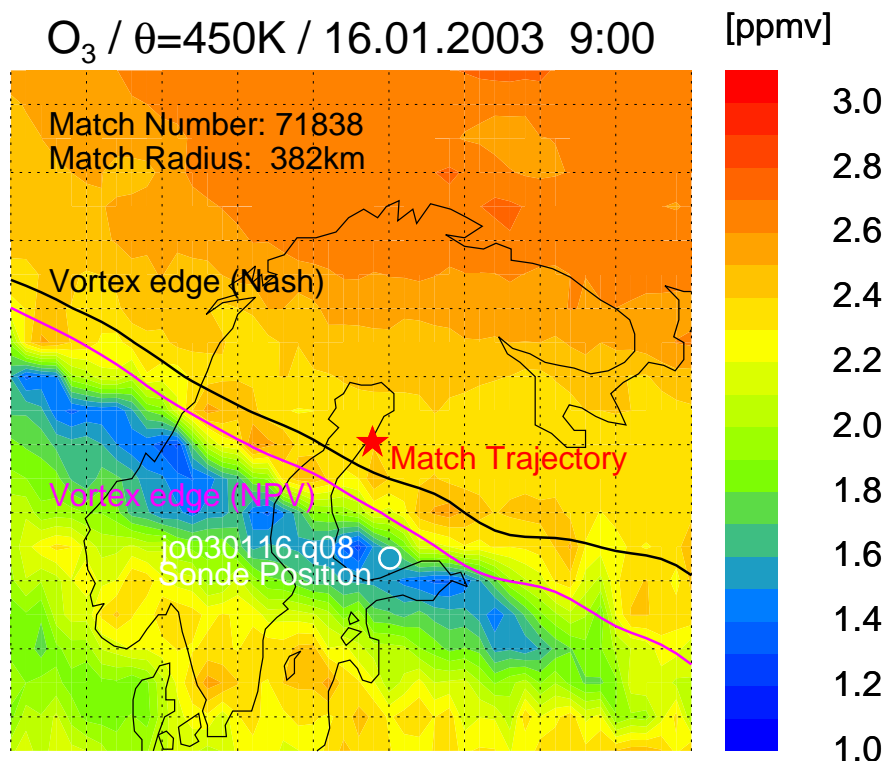 O₃ / θ=450K / 16.01.2003 9:00
[ppmv]
Match Number: 71838
Match Radius: 382km
Vortex edge (Nash)
Match Trajectory
Vortex edge (NPV)
jo030116.q08
Sonde Position
3.0
2.8
2.6
2.4
2.2
2.0
1.8
1.6
1.4
1.2
1.0